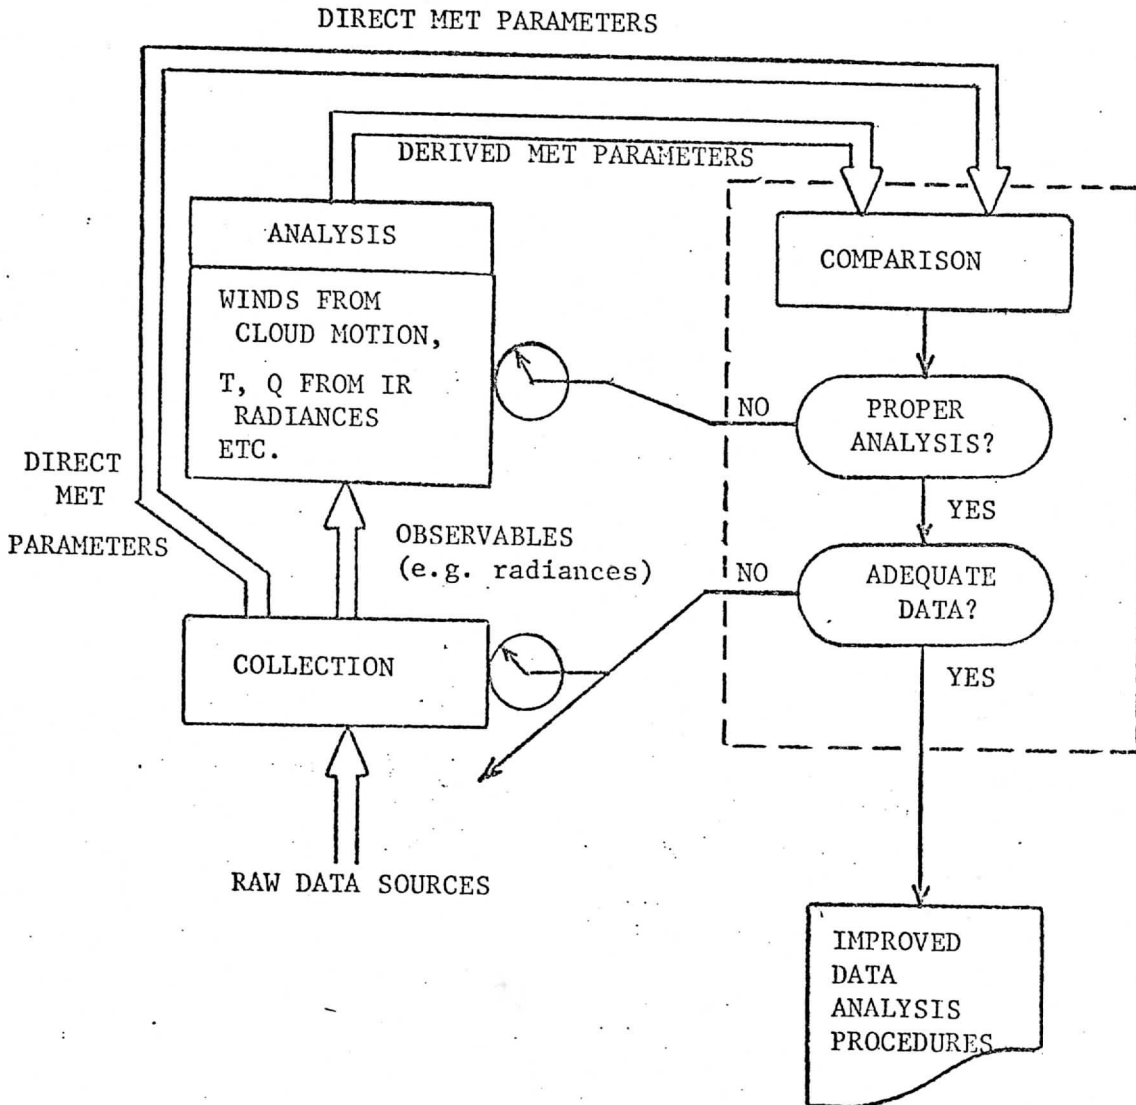 DIRECT MET PARAMETERS
DERIVED MET PARAMETERS
ANALYSIS
WINDS FROM
CLOUD MOTION,
T, Q FROM IR
RADIANCES
ETC.
COMPARISON
NO
PROPER
ANALYSIS?
YES
DIRECT
MET
PARAMETERS
OBSERVABLES
(e.g. radiances)
NO
ADEQUATE
DATA?
YES
COLLECTION
RAW DATA SOURCES
IMPROVED
DATA
ANALYSIS
PROCEDURES